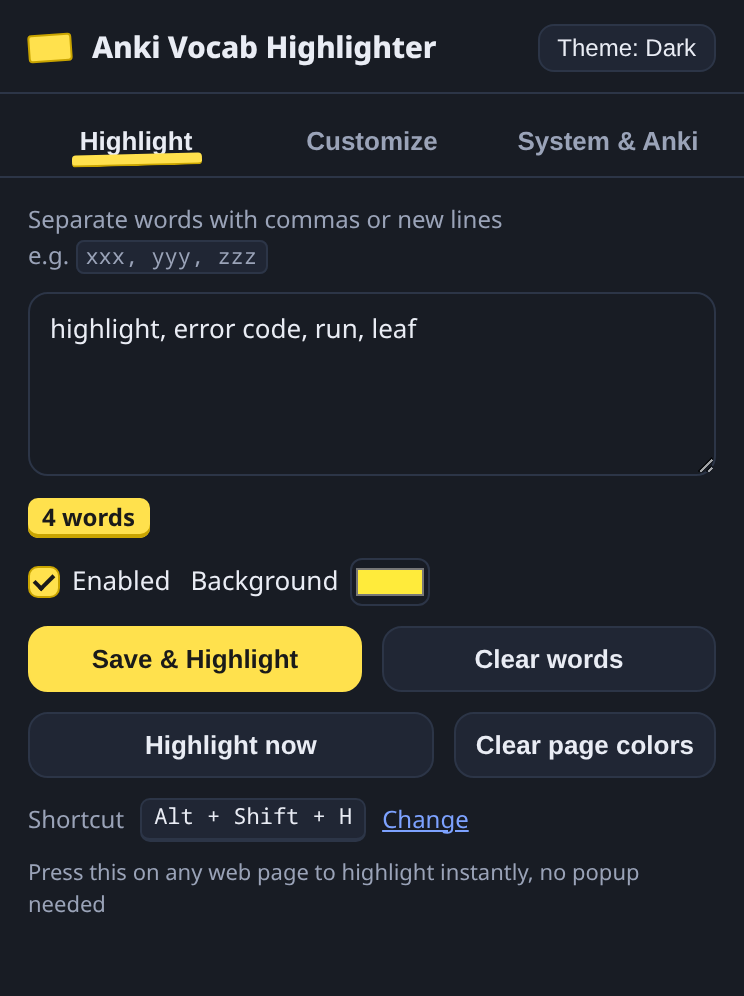 Anki Vocab Highlighter
Theme: Dark
Highlight
Customize
System & Anki
Separate words with commas or new lines
e.g. xxx, yyy, zzz
highlight, error code, run, leaf
4 words
Enabled
Background
Save & Highlight
Clear words
Highlight now
Clear page colors
Shortcut Alt + Shift + H Change
Press this on any web page to highlight instantly, no popup
needed